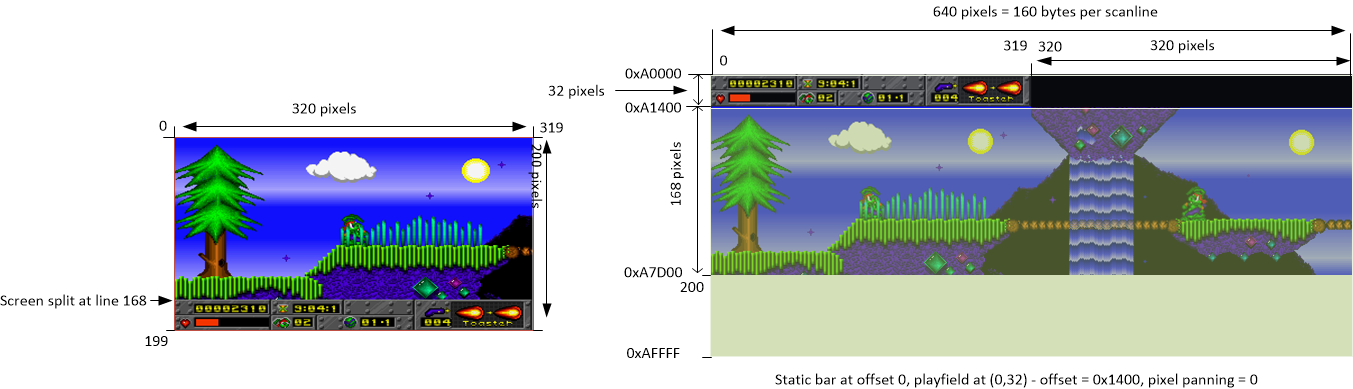 640 pixels = 160 bytes per scanline
0
319
320
320 pixels
0xA0000
32 pixels
0xA1400
00002310
9:04:1
02
01·1
004
Toaster
168 pixels
0xA7D00
200
0xAFFFF
Static bar at offset 0, playfield at (0,32) - offset = 0x1400, pixel panning = 0
320 pixels
0
319
200 pixels
Screen split at line 168
00002310
9:04:1
02
01·1
004
Toaster
199